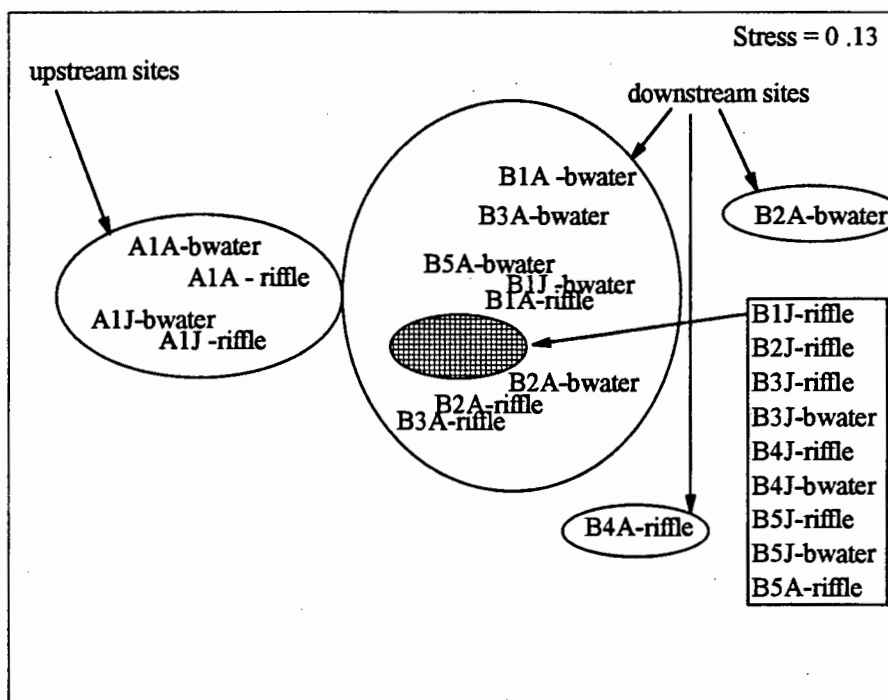 Stress = 0 .13
upstream sites
downstream sites
B1A -bwater
B3A-bwater
B2A-bwater
A1A-bwater
A1A - riffle
B5A-bwater
B1J -bwater
B1A-riffle
A1J-bwater
A1J -riffle
B2A-bwater
B2A-riffle
B3A-riffle
B4A-riffle
B1J-riffle
B2J-riffle
B3J-riffle
B3J-bwater
B4J-riffle
B4J-bwater
B5J-riffle
B5J-bwater
B5A-riffle